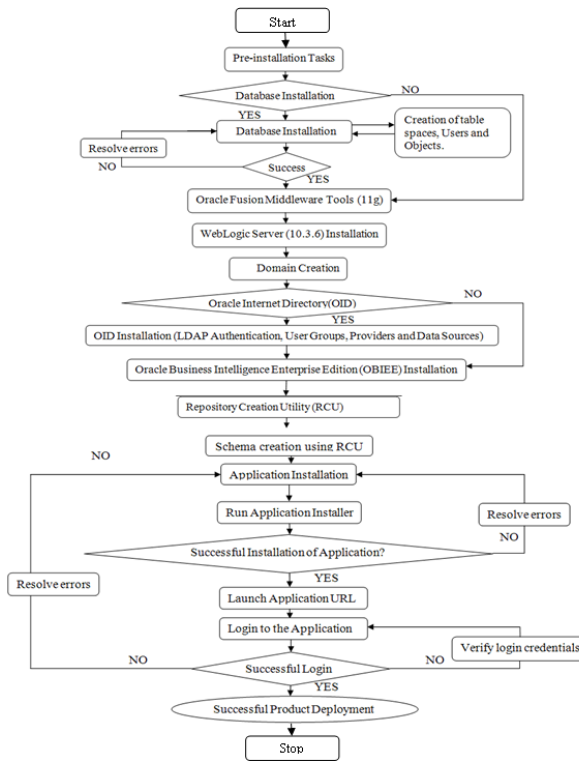 Start
Pre-installation Tasks
Database Installation
NO
YES
Creation of table
spaces, Users and
Objects.
Database Installation
Resolve errors
NO
Success
YES
Oracle Fusion Middleware Tools (11g)
WebLogic Server (10.3.6) Installation
Domain Creation
Oracle Internet Directory(OID)
NO
YES
OID Installation (LDAP Authentication, User Groups, Providers and Data Sources)
Oracle Business Intelligence Enterprise Edition (OBIEE) Installation
Repository Creation Utility (RCU)
Schema creation using RCU
NO
Application Installation
Run Application Installer
Resolve errors
NO
Successful Installation of Application?
Resolve errors
YES
Launch Application URL
Login to the Application
Verify login credentials
NO
Successful Login
NO
YES
Successful Product Deployment
Stop